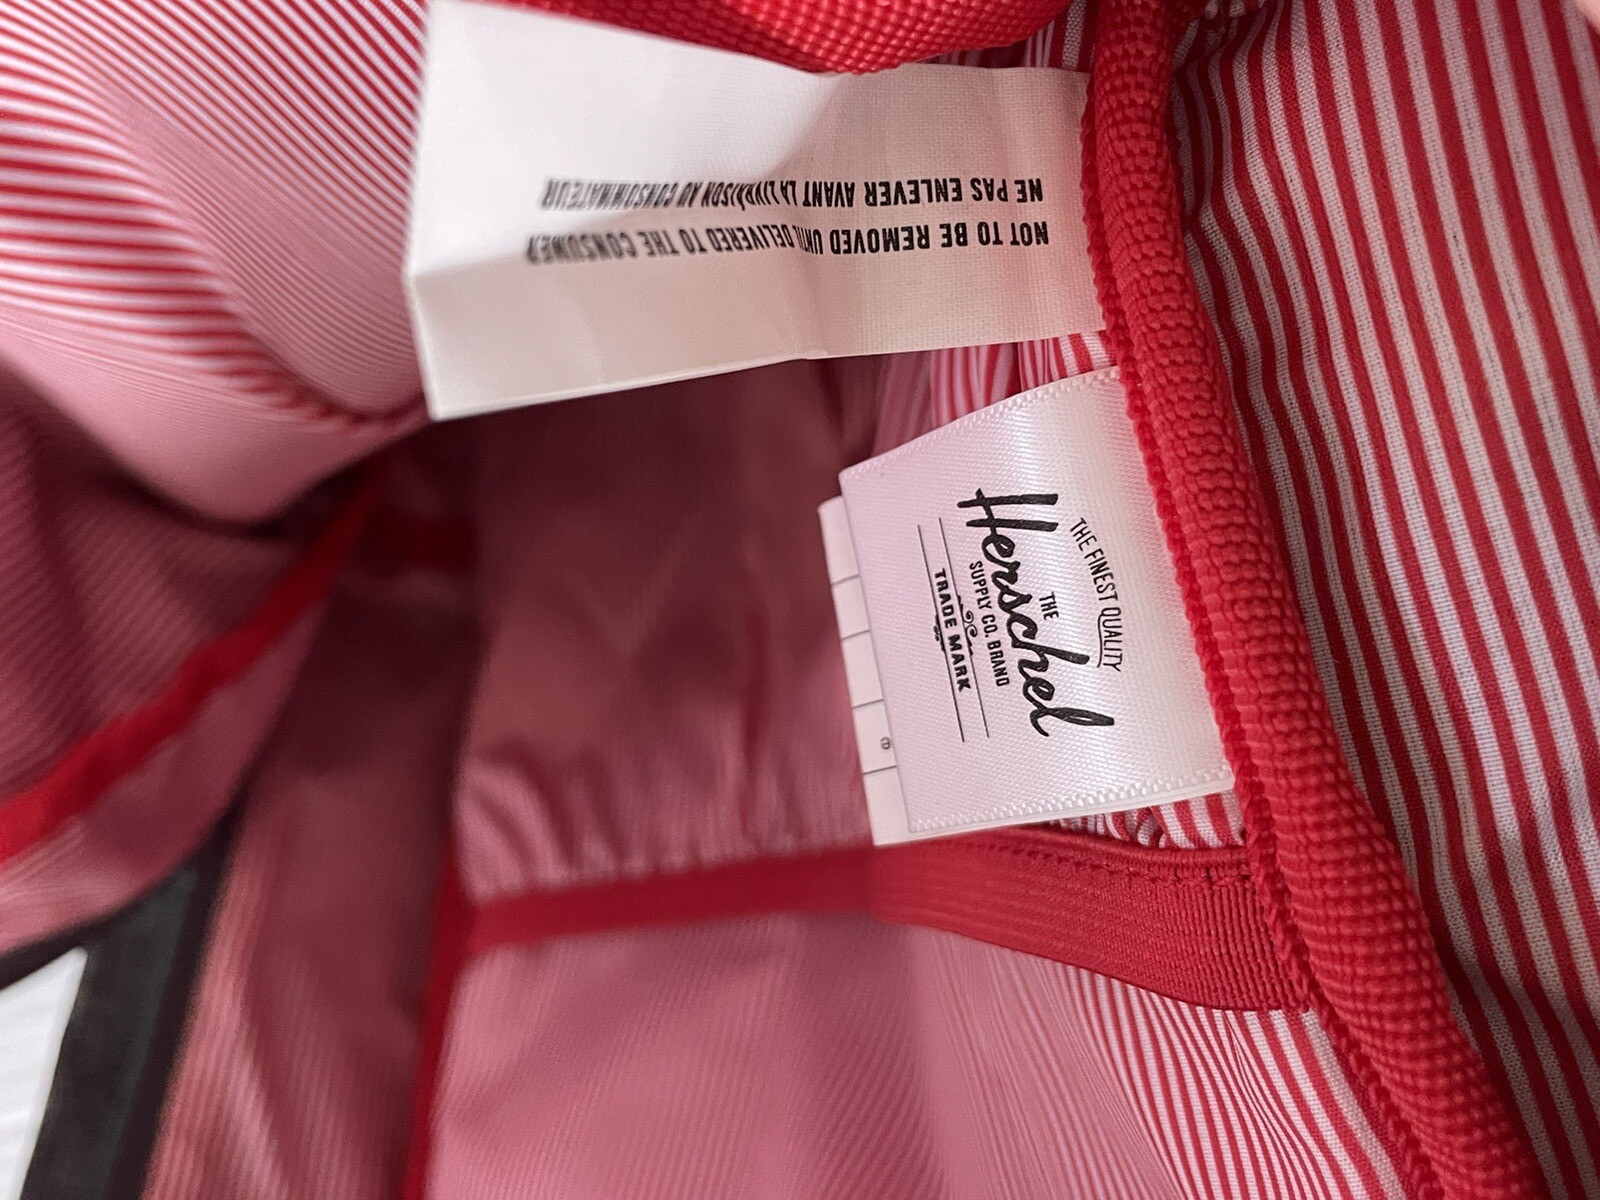 NOT TO BE REMOVED UNTIL DELIVERED TO THE CONSUMER
NE PAS ENLEVER AVANT LA LIVRAISON AU CONSOMMATEUR
THE FINEST QUALITY
THE
Herschel
SUPPLY CO. BRAND
TRADE MARK